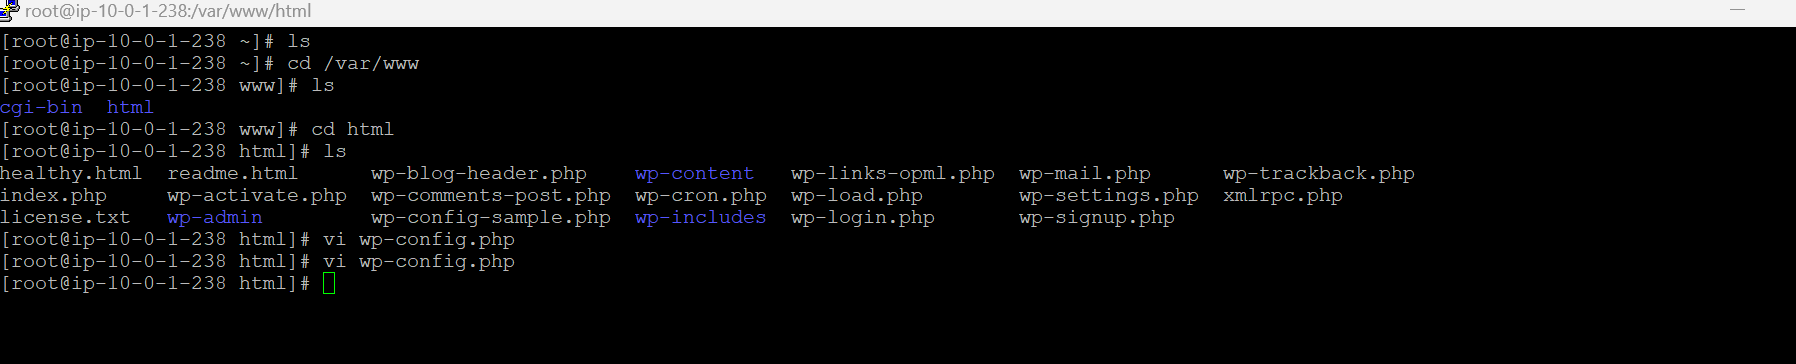 root@ip-10-0-1-238:/var/www/html
[root@ip-10-0-1-238 ~]# ls
[root@ip-10-0-1-238 ~]# cd /var/www
[root@ip-10-0-1-238 www]# ls
cgi-bin  html
[root@ip-10-0-1-238 www]# cd html
[root@ip-10-0-1-238 html]# ls
healthy.html  readme.html      wp-blog-header.php    wp-content   wp-links-opml.php  wp-mail.php      wp-trackback.php
index.php     wp-activate.php  wp-comments-post.php  wp-cron.php  wp-load.php        wp-settings.php  xmlrpc.php
license.txt   wp-admin         wp-config-sample.php  wp-includes  wp-login.php       wp-signup.php
[root@ip-10-0-1-238 html]# vi wp-config.php
[root@ip-10-0-1-238 html]# vi wp-config.php
[root@ip-10-0-1-238 html]#